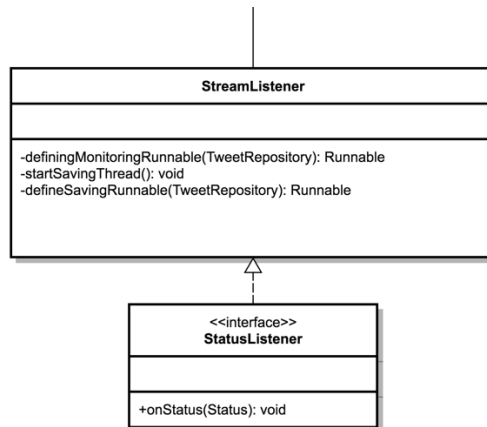 StreamListener
-definingMonitoringRunnable(TweetRepository): Runnable
-startSavingThread(): void
-defineSavingRunnable(TweetRepository): Runnable
<<interface>>
StatusListener
+onStatus(Status): void